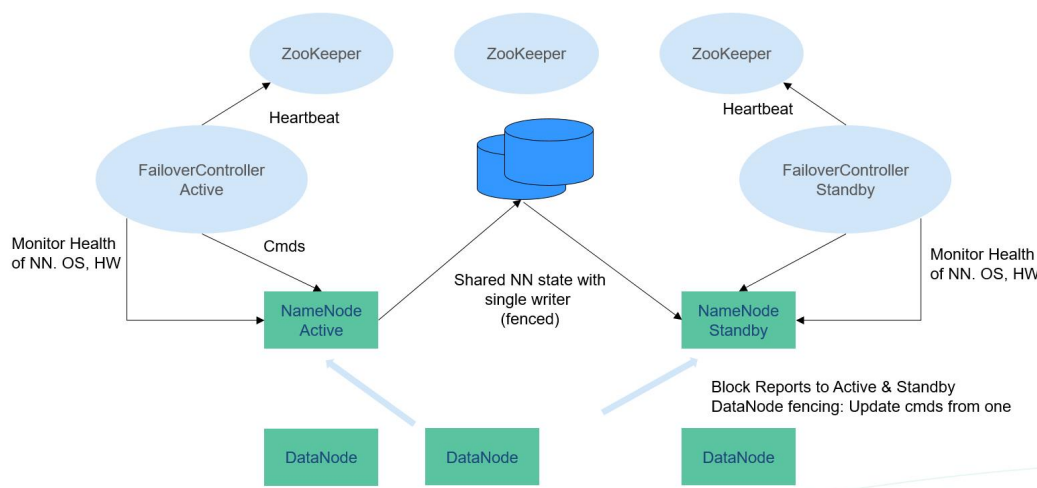 ZooKeeper
ZooKeeper
ZooKeeper
Heartbeat
Heartbeat
FailoverController
Active
FailoverController
Standby
Monitor Health
of NN. OS, HW
Cmds
Monitor Health
of NN. OS, HW
Shared NN state with
single writer
(fenced)
NameNode
Active
NameNode
Standby
Block Reports to Active & Standby
DataNode fencing: Update cmds from one
DataNode
DataNode
DataNode